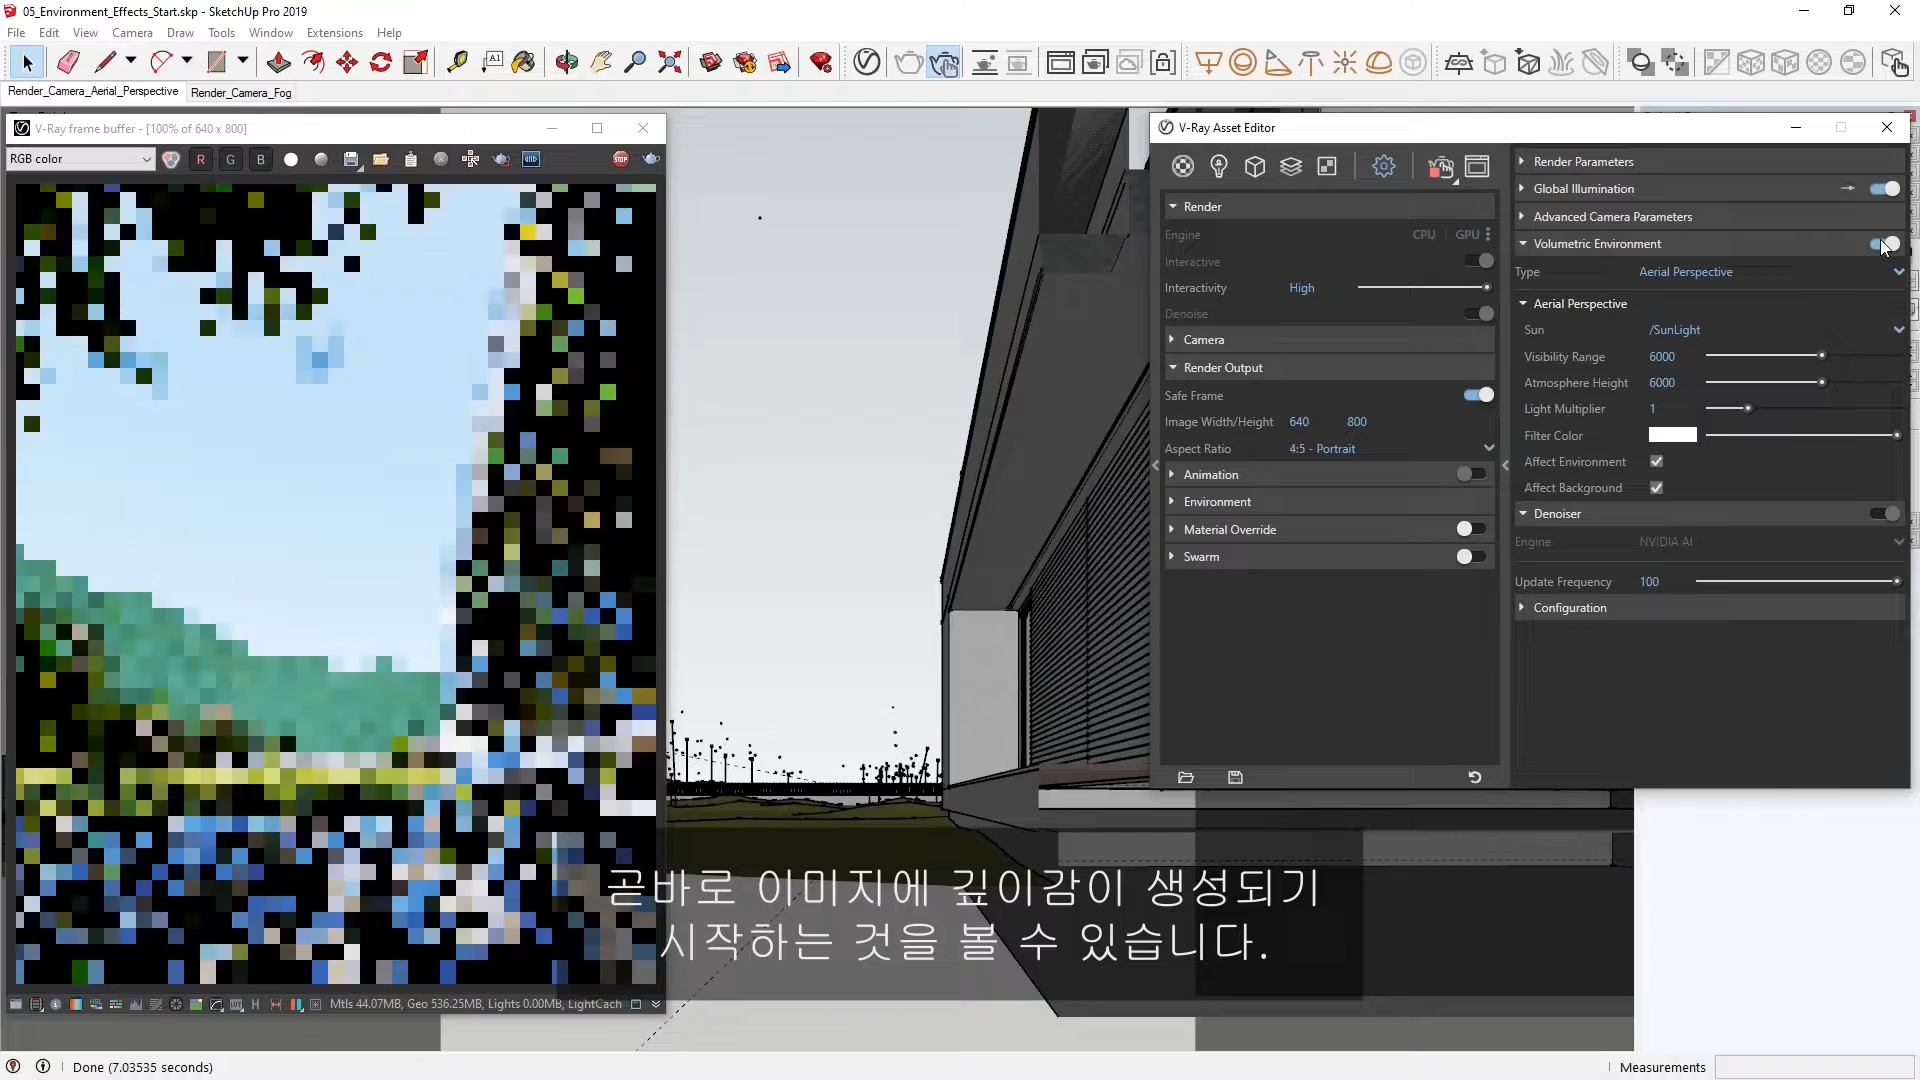 05_Environment_Effects_Start.skp - SketchUp Pro 2019
File Edit View Camera Draw Tools Window Extensions Help
A1
Render_Camera_Aerial_Perspective Render_Camera_Fog
V-Ray frame buffer - [100% of 640 x 800]
RGB color
R G B
STOP
Mtls 44.07MB, Geo 536.25MB, Lights 0.00MB, LightCach
V-Ray Asset Editor
Render
Engine CPU GPU
Interactive
Interactivity High
Denoise
Camera
Render Output
Safe Frame
Image Width/Height 640 800
Aspect Ratio 4:5 - Portrait
Animation
Environment
Material Override
Swarm
Render Parameters
Global Illumination
Advanced Camera Parameters
Volumetric Environment
Type Aerial Perspective
Aerial Perspective
Sun /SunLight
Visibility Range 6000
Atmosphere Height 6000
Light Multiplier 1
Filter Color
Affect Environment
Affect Background
Denoiser
Engine NVIDIA AI
Update Frequency 100
Configuration
곧바로 이미지에 깊이감이 생성되기
시작하는 것을 볼 수 있습니다.
Done (7.03535 seconds)
Measurements